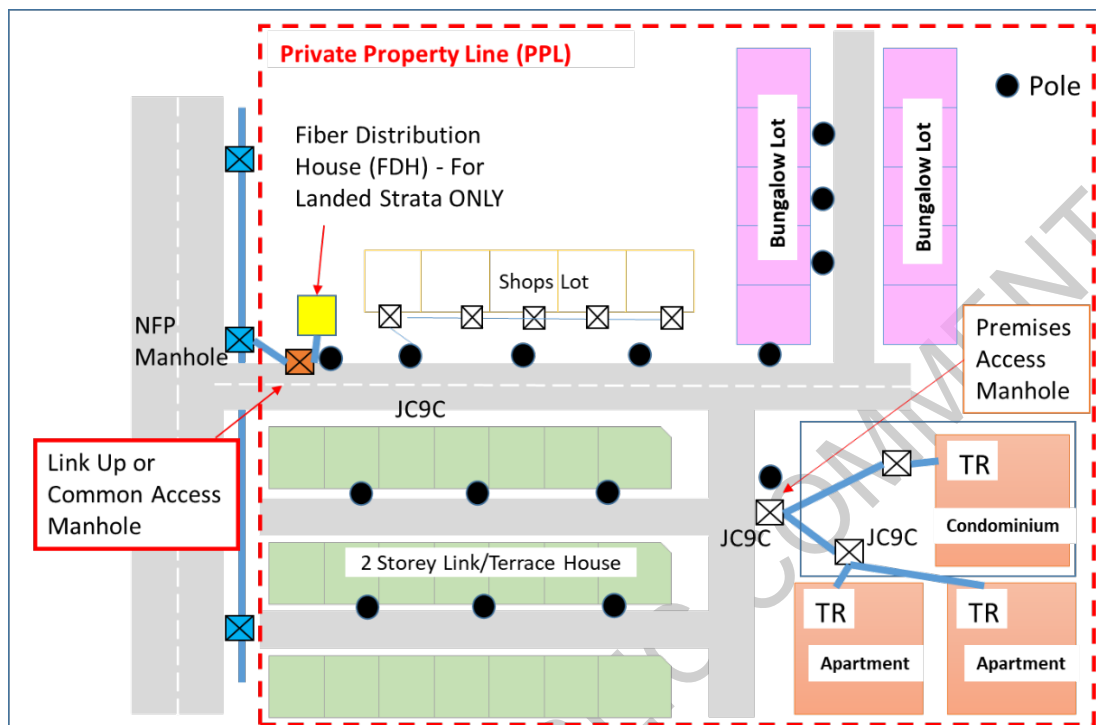 Private Property Line (PPL)
Pole
Fiber Distribution
House (FDH) - For
Landed Strata ONLY
Bungalow Lot
Bungalow Lot
Shops Lot
NFP
Manhole
Premises
Access
Manhole
JC9C
Link Up or
Common Access
Manhole
TR
Condominium
JC9C
JC9C
2 Storey Link/Terrace House
TR
Apartment
TR
Apartment
COMMENT